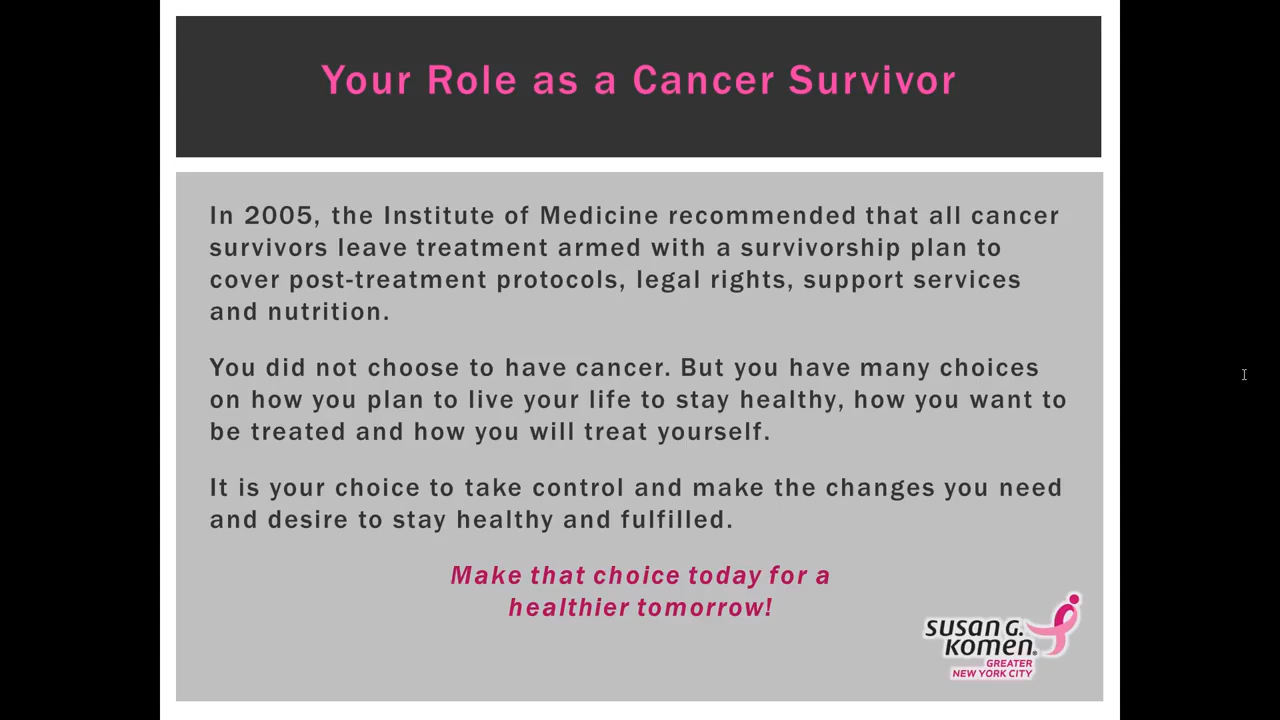 Your Role as a Cancer Survivor
In 2005, the Institute of Medicine recommended that all cancer
survivors leave treatment armed with a survivorship plan to
cover post-treatment protocols, legal rights, support services
and nutrition.
You did not choose to have cancer. But you have many choices
on how you plan to live your life to stay healthy, how you want to
be treated and how you will treat yourself.
It is your choice to take control and make the changes you need
and desire to stay healthy and fulfilled.
Make that choice today for a
healthier tomorrow!
susan G.
komen®
GREATER
NEW YORK CITY